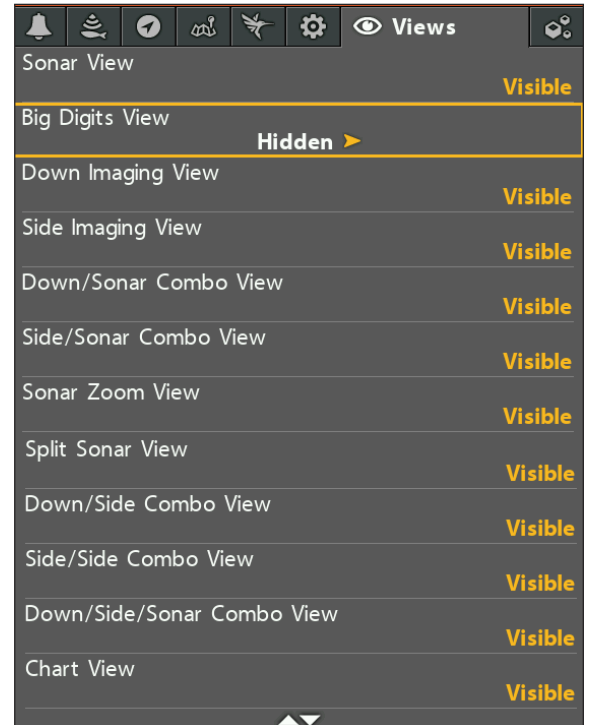 Views
Sonar View
Visible
Big Digits View
Hidden
Down Imaging View
Visible
Side Imaging View
Visible
Down/Sonar Combo View
Visible
Side/Sonar Combo View
Visible
Sonar Zoom View
Visible
Split Sonar View
Visible
Down/Side Combo View
Visible
Side/Side Combo View
Visible
Down/Side/Sonar Combo View
Visible
Chart View
Visible